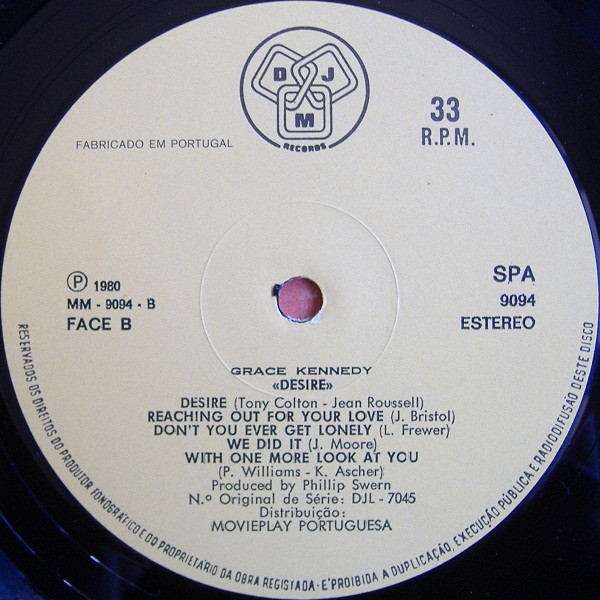 D J
M
RECORDS
33
R.P.M.
FABRICADO EM PORTUGAL
Ⓟ 1980
MM - 9094 - B
FACE B
SPA
9094
ESTEREO
GRACE KENNEDY
«DESIRE»
DESIRE (Tony Colton - Jean Roussell)
REACHING OUT FOR YOUR LOVE (J. Bristol)
DON'T YOU EVER GET LONELY (L. Frewer)
WE DID IT (J. Moore)
WITH ONE MORE LOOK AT YOU
(P. Williams - K. Ascher)
Produced by Phillip Swern
N.º Original de Série: DJL - 7045
Distribuição:
MOVIEPLAY PORTUGUESA
RESERVADOS OS DIREITOS DO PRODUTOR FONOGRÁFICO E DO PROPRIETÁRIO DA OBRA REGISTADA - É PROIBIDA A DUPLICAÇÃO, EXECUÇÃO PÚBLICA E RADIODIFUSÃO DESTE DISCO